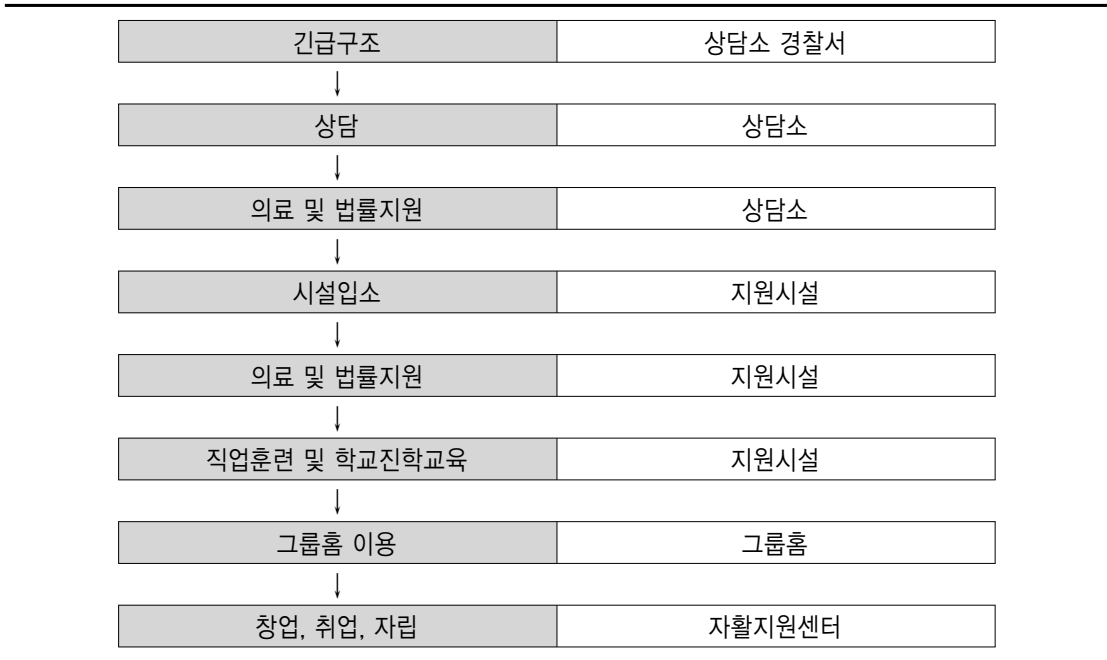 긴급구조 상담소 경찰서
↓
상담 상담소
↓
의료 및 법률지원 상담소
↓
시설입소 지원시설
↓
의료 및 법률지원 지원시설
↓
직업훈련 및 학교진학교육 지원시설
↓
그룹홈 이용 그룹홈
↓
창업, 취업, 자립 자활지원센터